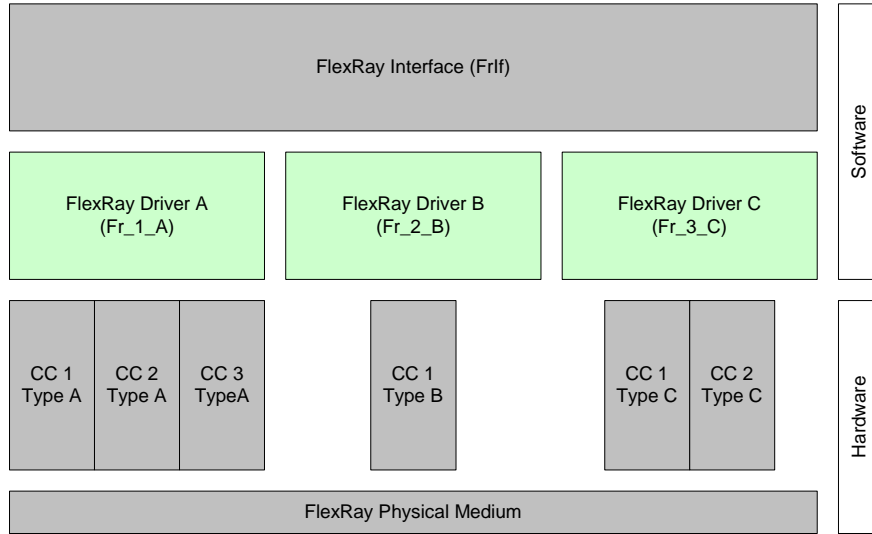 FlexRay Interface (FrIf)
Software
FlexRay Driver A
(Fr_1_A)
FlexRay Driver B
(Fr_2_B)
FlexRay Driver C
(Fr_3_C)
CC 1
Type A
CC 2
Type A
CC 3
TypeA
CC 1
Type B
CC 1
Type C
CC 2
Type C
Hardware
FlexRay Physical Medium